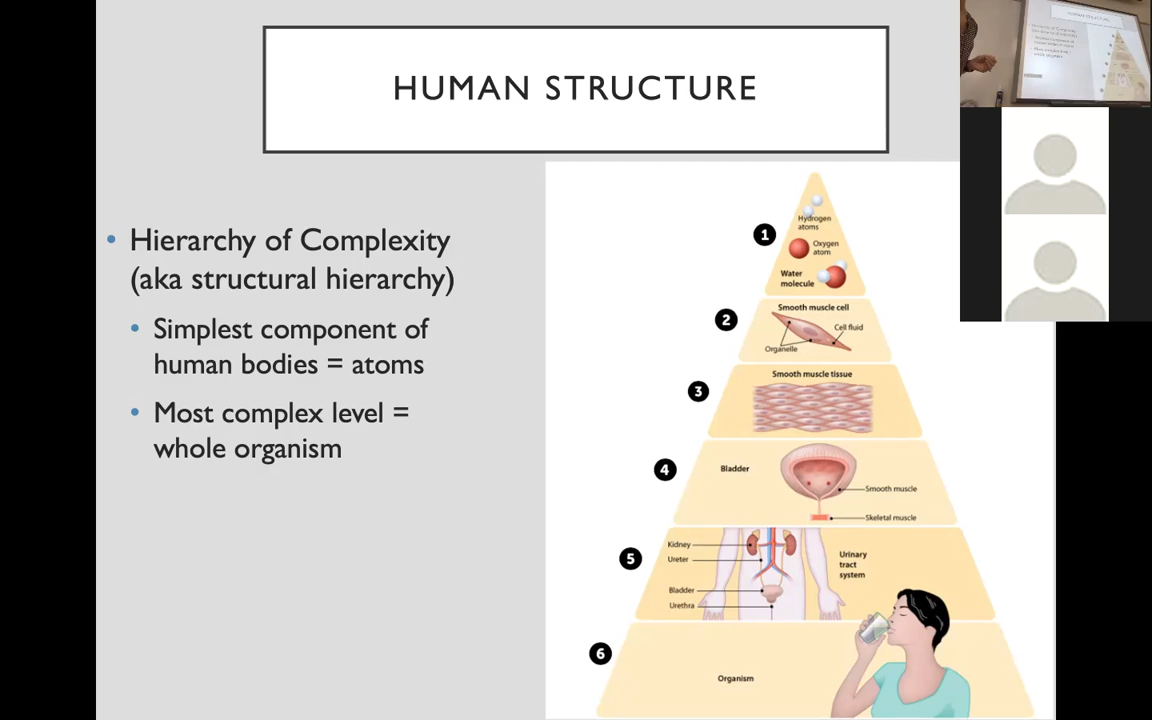 HUMAN STRUCTURE
• Hierarchy of Complexity
(aka structural hierarchy)
• Simplest component of
human bodies = atoms
• Most complex level =
whole organism
1
Hydrogen
atoms
Oxygen
atom
Water
molecule
2
Smooth muscle cell
Cell fluid
Organelle
3
Smooth muscle tissue
4
Bladder
Smooth muscle
Skeletal muscle
5
Kidney
Ureter
Bladder
Urethra
Urinary
tract
system
6
Organism
HUMAN STRUCTURE